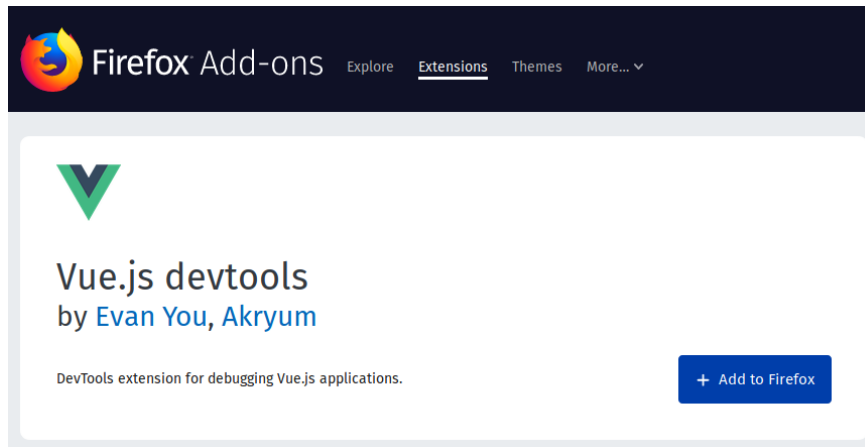 Firefox Add-ons Explore Extensions Themes More...
Vue.js devtools
by Evan You, Akryum
DevTools extension for debugging Vue.js applications.
+ Add to Firefox